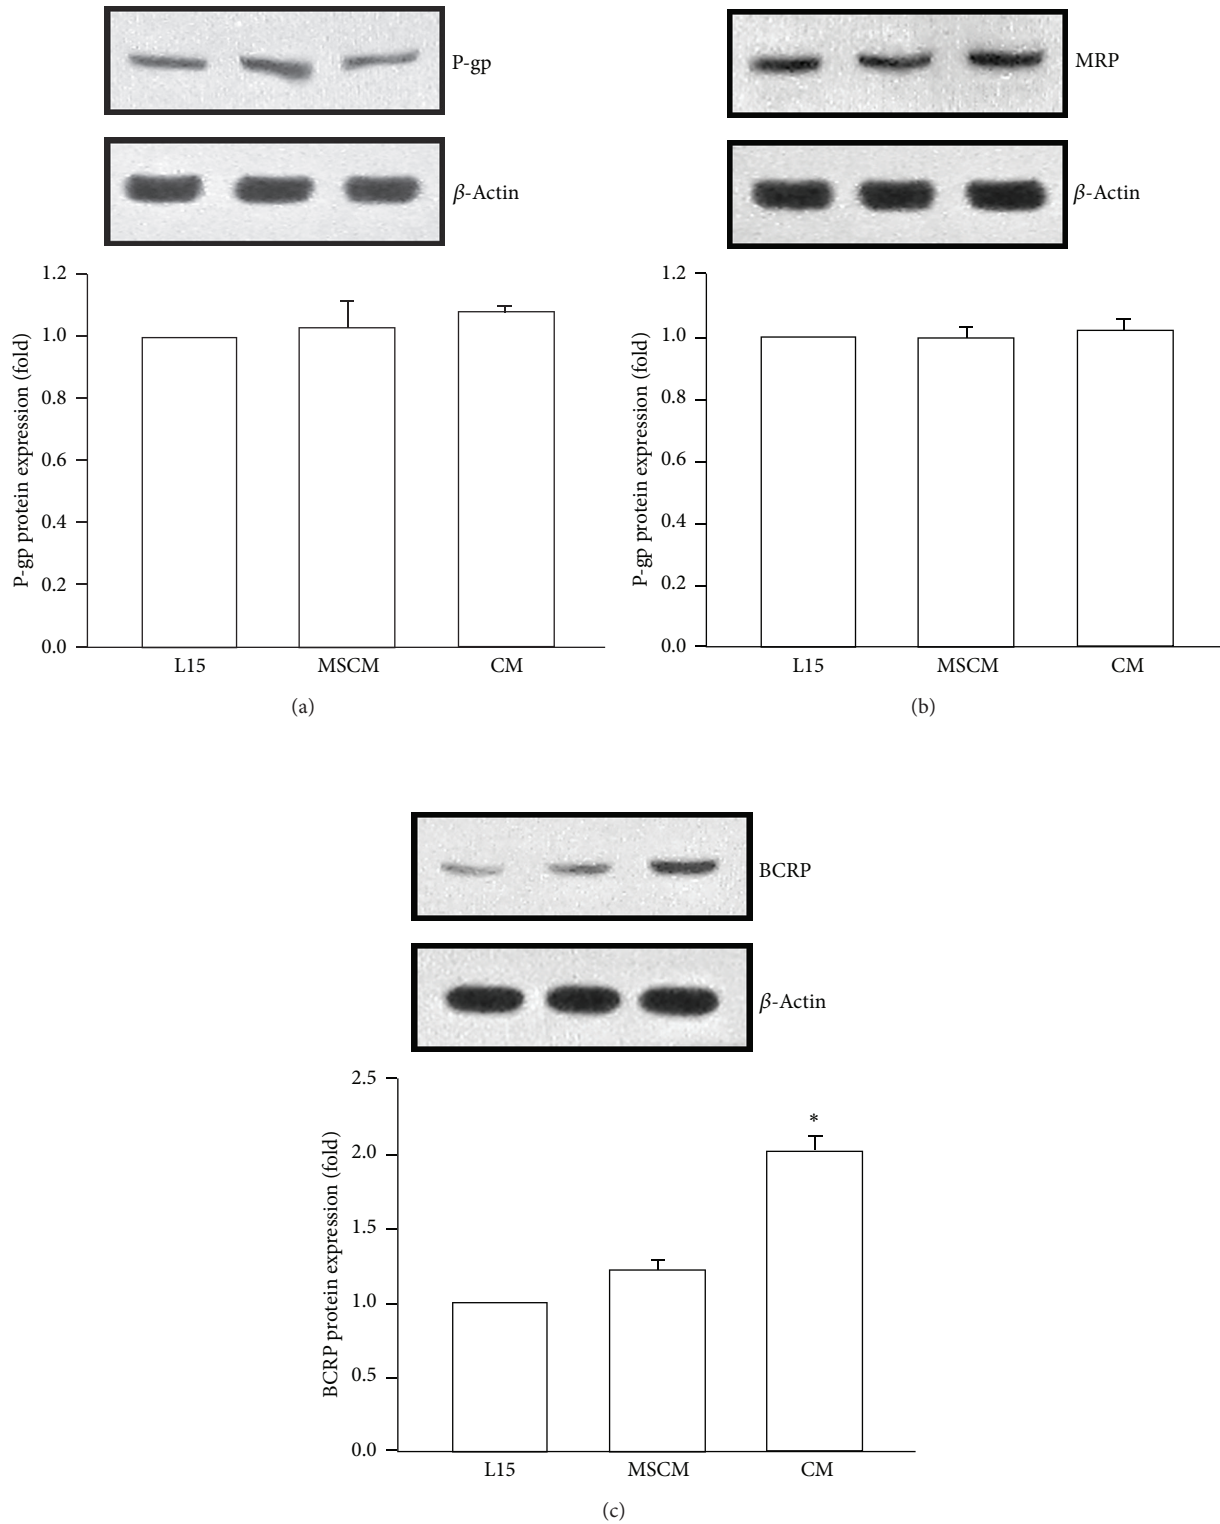 P-gp
β-Actin
1.2
1.0
0.8
0.6
0.4
0.2
0.0
P-gp protein expression (fold)
L15 MSCM CM
(a)
MRP
β-Actin
1.2
1.0
0.8
0.6
0.4
0.2
0.0
P-gp protein expression (fold)
L15 MSCM CM
(b)
BCRP
β-Actin
2.5
2.0
1.5
1.0
0.5
0.0
BCRP protein expression (fold)
*
L15 MSCM CM
(c)